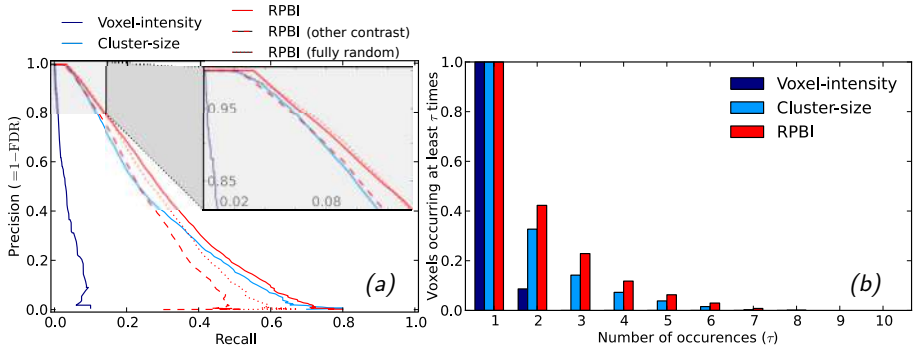 Voxel-intensity
Cluster-size
RPBI
RPBI (other contrast)
RPBI (fully random)
Precision (=1−FDR)
1.0
0.8
0.6
0.4
0.2
0.0
0.0 0.2 0.4 0.6 0.8 1.0
Recall
0.95
0.85
0.02 0.08
(a)
Voxels occurring at least τ times
1.0
0.8
0.6
0.4
0.2
0.0
1 2 3 4 5 6 7 8 9 10
Number of occurences (τ)
Voxel-intensity
Cluster-size
RPBI
(b)